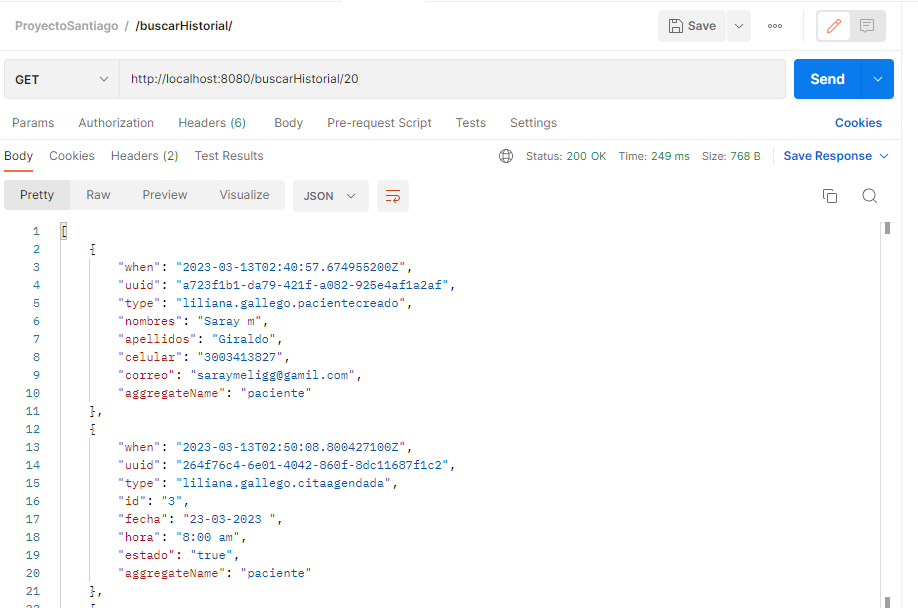 ProyectoSantiago / /buscarHistorial/
Save
GET http://localhost:8080/buscarHistorial/20 Send
Params Authorization Headers (6) Body Pre-request Script Tests Settings Cookies
Body Cookies Headers (2) Test Results Status: 200 OK Time: 249 ms Size: 768 B Save Response
Pretty Raw Preview Visualize JSON
1 [
2 {
3 "when": "2023-03-13T02:40:57.674955200Z",
4 "uuid": "a723f1b1-da79-421f-a082-925e4af1a2af",
5 "type": "liliana.gallego.pacientecreado",
6 "nombres": "Saray m",
7 "apellidos": "Giraldo",
8 "celular": "3003413827",
9 "correo": "saraymeligg@gamil.com",
10 "aggregateName": "paciente"
11 },
12 {
13 "when": "2023-03-13T02:50:08.800427100Z",
14 "uuid": "264f76c4-6e01-4042-860f-8dc11687f1c2",
15 "type": "liliana.gallego.citaagendada",
16 "id": "3",
17 "fecha": "23-03-2023 ",
18 "hora": "8:00 am",
19 "estado": "true",
20 "aggregateName": "paciente"
21 },